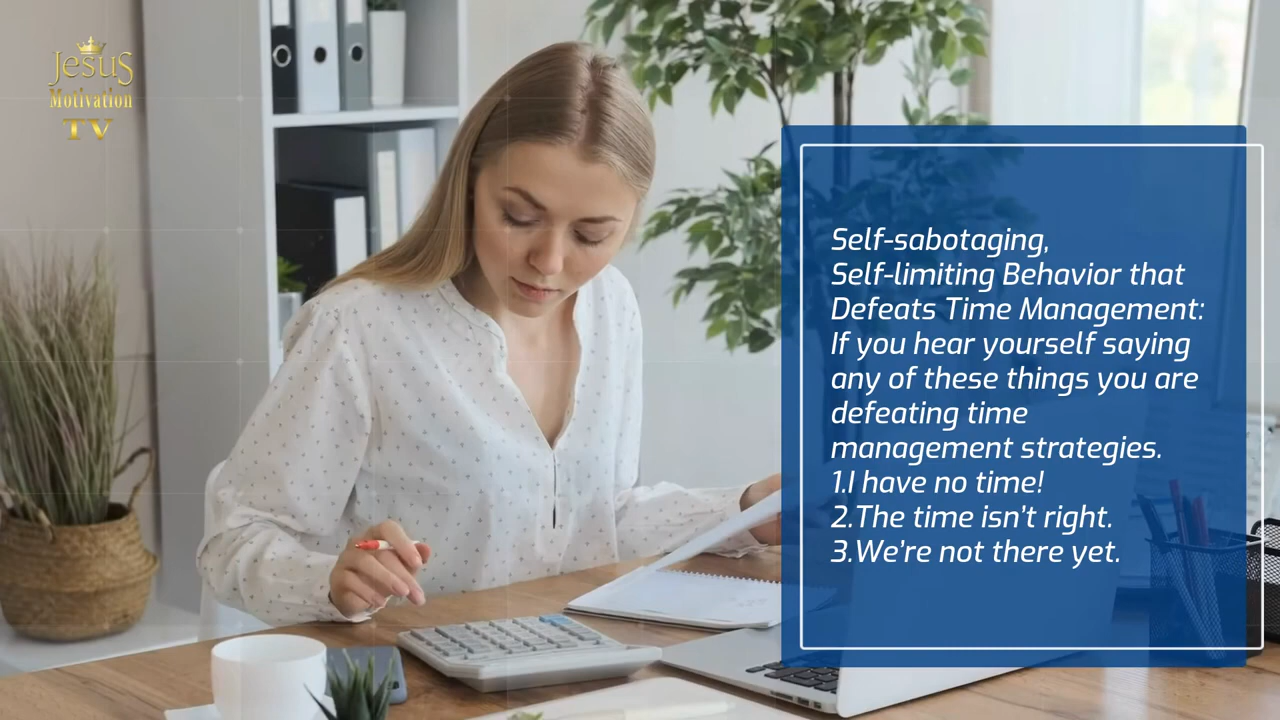 Jesus
Motivation
TV
Self-sabotaging,
Self-limiting Behavior that
Defeats Time Management:
If you hear yourself saying
any of these things you are
defeating time
management strategies.
1.I have no time!
2.The time isn't right.
3.We're not there yet.